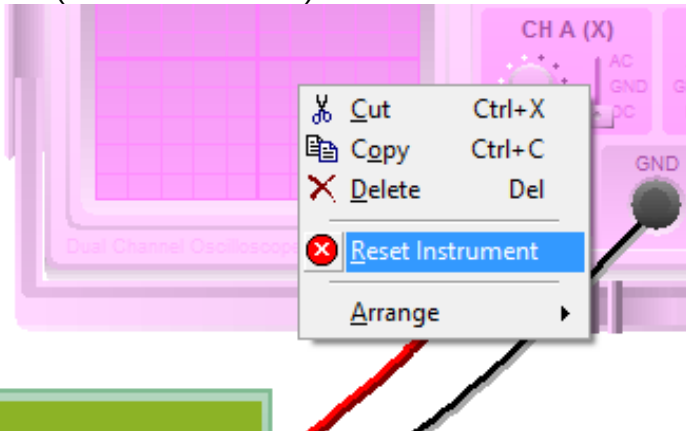 CH A (X)
AC
GND
DC
GND
Cut Ctrl+X
Copy Ctrl+C
Delete Del
Reset Instrument
Arrange
Dual Channel Oscilloscope